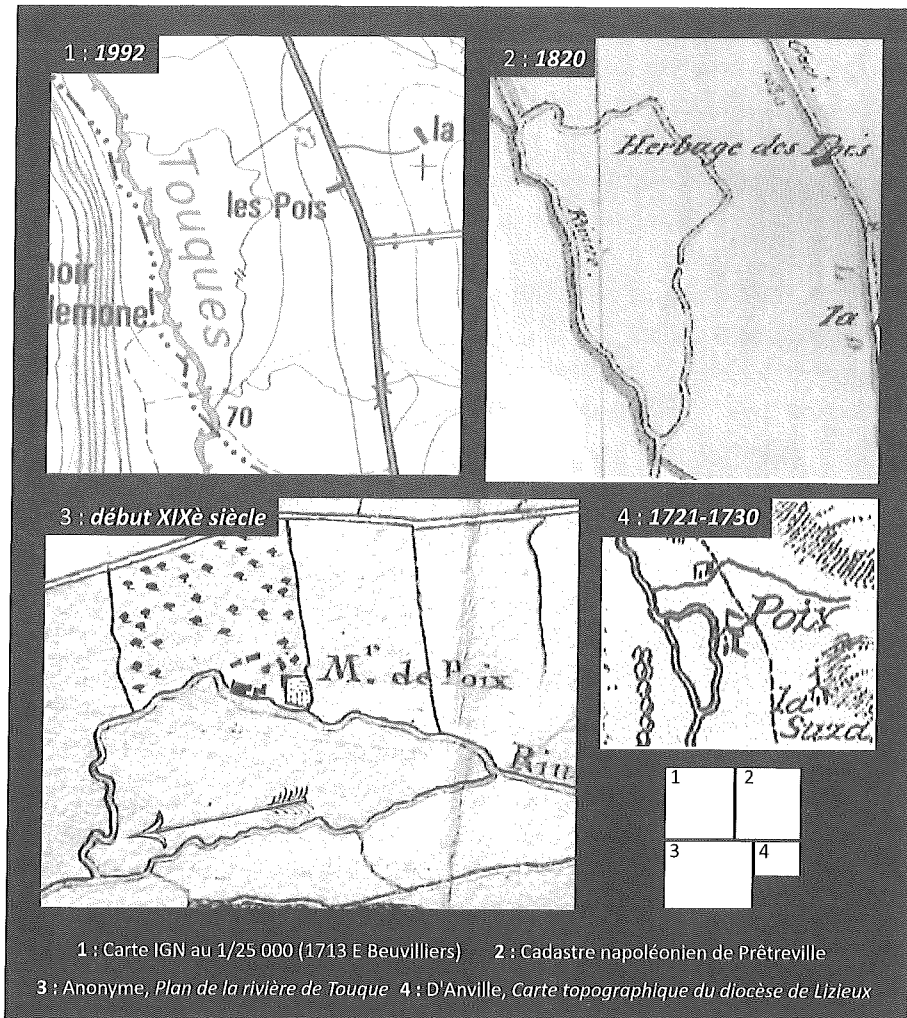 1 : 1992
Touques
la
les Pois
noir
lemone
70
2 : 1820
Herbage des Pois
la
3 : début XIXè siècle
Mⁿ. de Poix
Riv
4 : 1721-1730
Poix
la
Suzd
1
2
3
4
1 : Carte IGN au 1/25 000 (1713 E Beuvilliers) 2 : Cadastre napoléonien de Prêtreville
3 : Anonyme, Plan de la rivière de Touque 4 : D'Anville, Carte topographique du diocèse de Lizieux